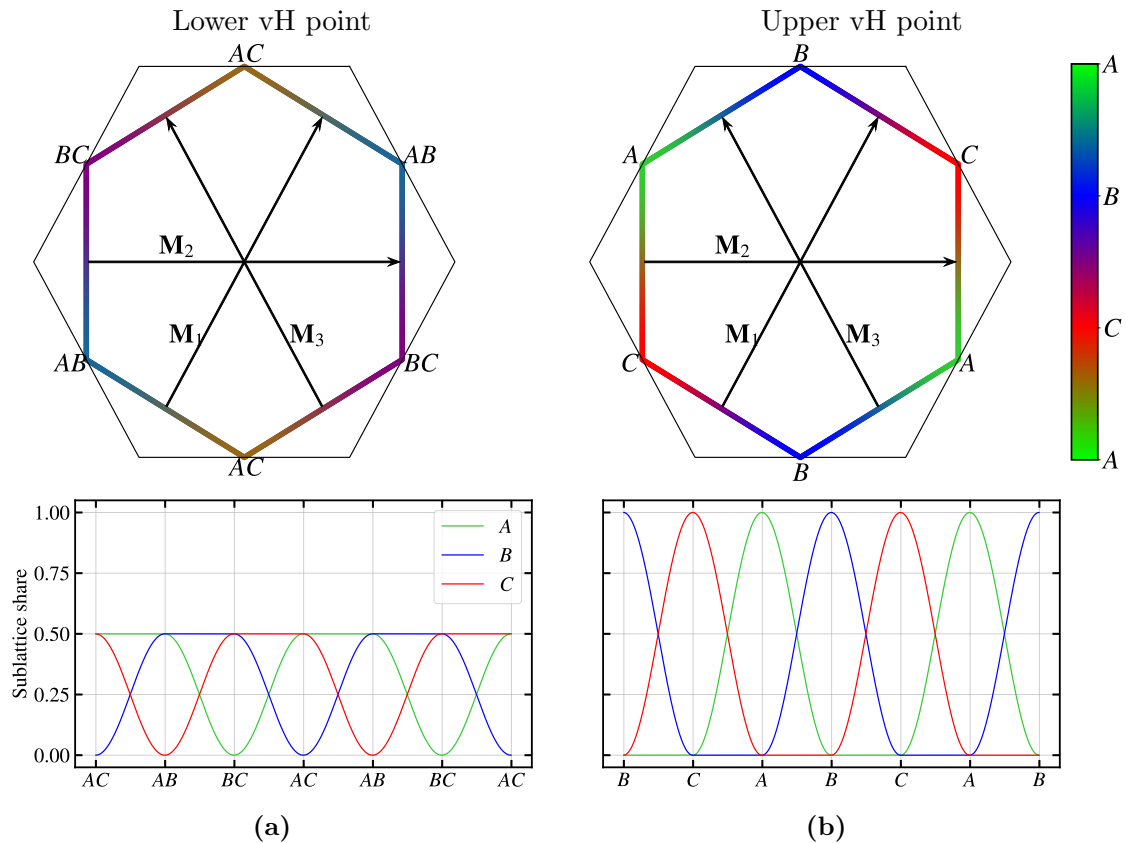 Lower vH point
Upper vH point
AC
BC
AB
M2
M1
M3
AB
BC
AC
B
A
C
M2
M1
M3
C
A
B
A
B
C
A
Sublattice share
1.00
0.75
0.50
0.25
0.00
A
B
C
AC AB BC AC AB BC AC
B C A B C A B
(a)
(b)